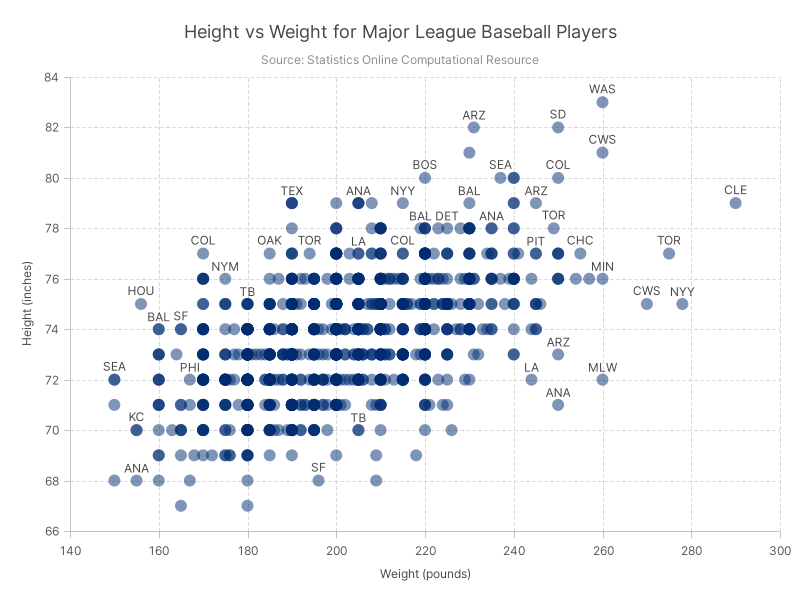 Height vs Weight for Major League Baseball Players
Source: Statistics Online Computational Resource
84
WAS
82
ARZ
SD
CWS
80
BOS
SEA
COL
TEX
ANA
NYY
BAL
ARZ
CLE
78
BAL
DET
ANA
TOR
COL
OAK
TOR
LA
COL
PIT
CHC
TOR
76
NYM
MIN
HOU
TB
CWS
NYY
74
BAL
SF
ARZ
72
SEA
PHI
LA
MLW
ANA
70
KC
TB
68
ANA
SF
66
140
160
180
200
220
240
260
280
300
Height (inches)
Weight (pounds)